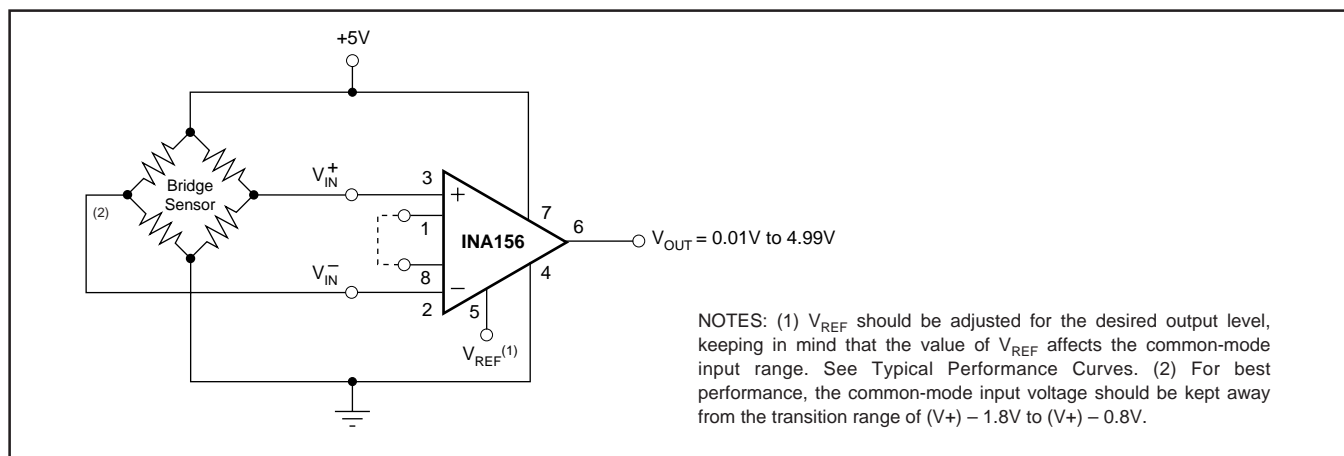 +5V
Bridge
Sensor
(2)
V+IN
V–IN
3
+
1
INA156
8
–
2
5
7
6
4
VOUT = 0.01V to 4.99V
VREF(1)
NOTES: (1) VREF should be adjusted for the desired output level,
keeping in mind that the value of VREF affects the common-mode
input range. See Typical Performance Curves. (2) For best
performance, the common-mode input voltage should be kept away
from the transition range of (V+) – 1.8V to (V+) – 0.8V.